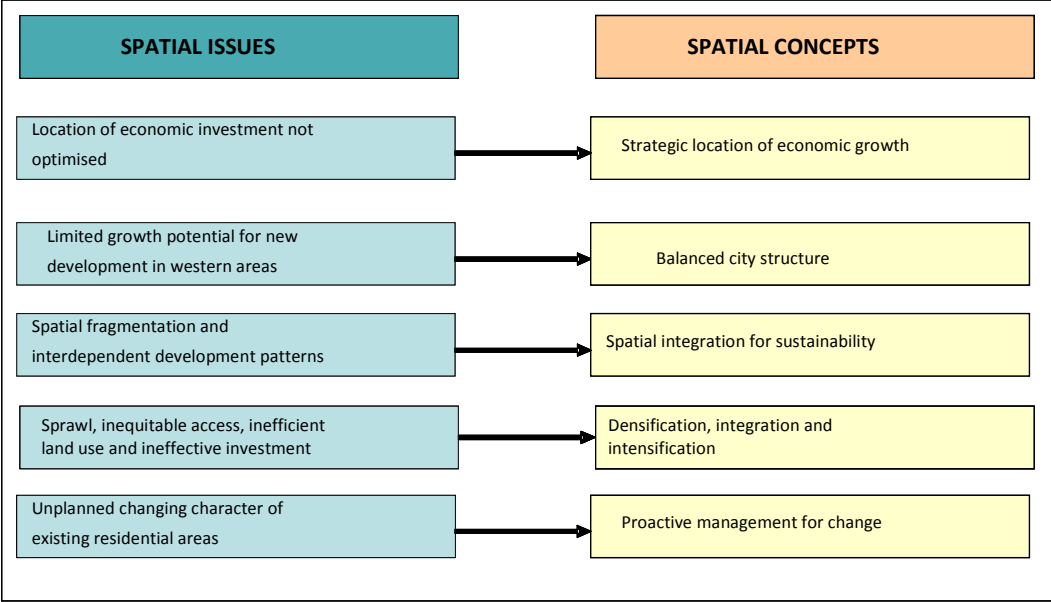 SPATIAL ISSUES
SPATIAL CONCEPTS
Location of economic investment not
optimised
Strategic location of economic growth
Limited growth potential for new
development in western areas
Balanced city structure
Spatial fragmentation and
interdependent development patterns
Spatial integration for sustainability
Sprawl, inequitable access, inefficient
land use and ineffective investment
Densification, integration and
intensification
Unplanned changing character of
existing residential areas
Proactive management for change